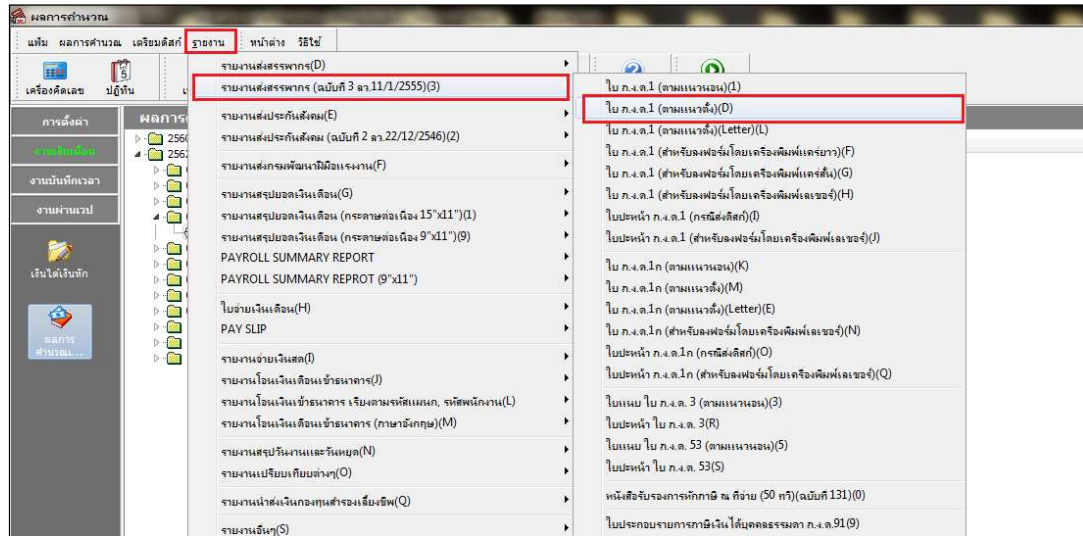 ผลการคำนวณ
แฟ้ม ผลการคำนวณ เตรียมดิสก์ รายงาน หน้าต่าง วิธีใช้
เครื่องคิดเลข ปฏิทิน
การตั้งค่า
งานเงินเดือน
งานบันทึกเวลา
งานผ่านเวป
เงินได้เงินหัก
ผลการ
คำนวณ...
ผลการ
2560
2562
รายงานส่งสรรพากร(D)
รายงานส่งสรรพากร (ฉบับที่ 3 ลว.11/1/2555)(3)
รายงานส่งประกันสังคม(E)
รายงานส่งประกันสังคม (ฉบับที่ 2 ลว.22/12/2546)(2)
รายงานส่งกรมพัฒนาฝีมือแรงงาน(F)
รายงานสรุปยอดเงินเดือน(G)
รายงานสรุปยอดเงินเดือน (กระดาษต่อเนื่อง 15"x11")(1)
รายงานสรุปยอดเงินเดือน (กระดาษต่อเนื่อง 9"x11")(9)
PAYROLL SUMMARY REPORT
PAYROLL SUMMARY REPROT (9"x11")
ใบจ่ายเงินเดือน(H)
PAY SLIP
รายงานจ่ายเงินสด(I)
รายงานโอนเงินเดือนเข้าธนาคาร(J)
รายงานโอนเงินเข้าธนาคาร เรียงตามรหัสแผนก, รหัสพนักงาน(L)
รายงานโอนเงินเดือนเข้าธนาคาร (ภาษาอังกฤษ)(M)
รายงานสรุปวันงานและวันหยุด(N)
รายงานเปรียบเทียบต่างๆ(O)
รายงานนำส่งเงินกองทุนสำรองเลี้ยงชีพ(Q)
รายงานอื่นๆ(S)
ใบ ภ.ง.ด.1 (ตามแนวนอน)(1)
ใบ ภ.ง.ด.1 (ตามแนวตั้ง)(D)
ใบ ภ.ง.ด.1 (ตามแนวตั้ง)(Letter)(L)
ใบ ภ.ง.ด.1 (สำหรับลงฟอร์มโดยเครื่องพิมพ์แคร่ยาว)(F)
ใบ ภ.ง.ด.1 (สำหรับลงฟอร์มโดยเครื่องพิมพ์แคร่สั้น)(G)
ใบ ภ.ง.ด.1 (สำหรับลงฟอร์มโดยเครื่องพิมพ์เลเซอร์)(H)
ใบปะหน้า ภ.ง.ด.1 (กรณีส่งดิสก์)(I)
ใบปะหน้า ภ.ง.ด.1 (สำหรับลงฟอร์มโดยเครื่องพิมพ์เลเซอร์)(J)
ใบ ภ.ง.ด.1ก (ตามแนวนอน)(K)
ใบ ภ.ง.ด.1ก (ตามแนวตั้ง)(M)
ใบ ภ.ง.ด.1ก (ตามแนวตั้ง)(Letter)(E)
ใบ ภ.ง.ด.1ก (สำหรับลงฟอร์มโดยเครื่องพิมพ์เลเซอร์)(N)
ใบปะหน้า ภ.ง.ด.1ก (กรณีส่งดิสก์)(O)
ใบปะหน้า ภ.ง.ด.1ก (สำหรับลงฟอร์มโดยเครื่องพิมพ์เลเซอร์)(Q)
ใบแนบ ใบ ภ.ง.ด. 3 (ตามแนวนอน)(3)
ใบปะหน้า ใบ ภ.ง.ด. 3(R)
ใบแนบ ใบ ภ.ง.ด. 53 (ตามแนวนอน)(5)
ใบปะหน้า ใบ ภ.ง.ด. 53(S)
หนังสือรับรองการหักภาษี ณ ที่จ่าย (50 ทวิ)(ฉบับที่ 131)(0)
ใบประกอบรายการภาษีเงินได้บุคคลธรรมดา ภ.ง.ด.91(9)